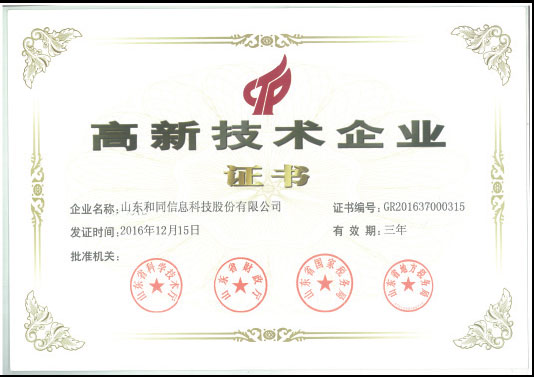 高新技术企业
证书
企业名称：山东和同信息科技股份有限公司
证书编号：GR201637000315
发证时间：2016年12月15日
有 效 期：三年
批准机关：
山东省科学技术厅
山东省财政厅
山东省国家税务局
山东省地方税务局